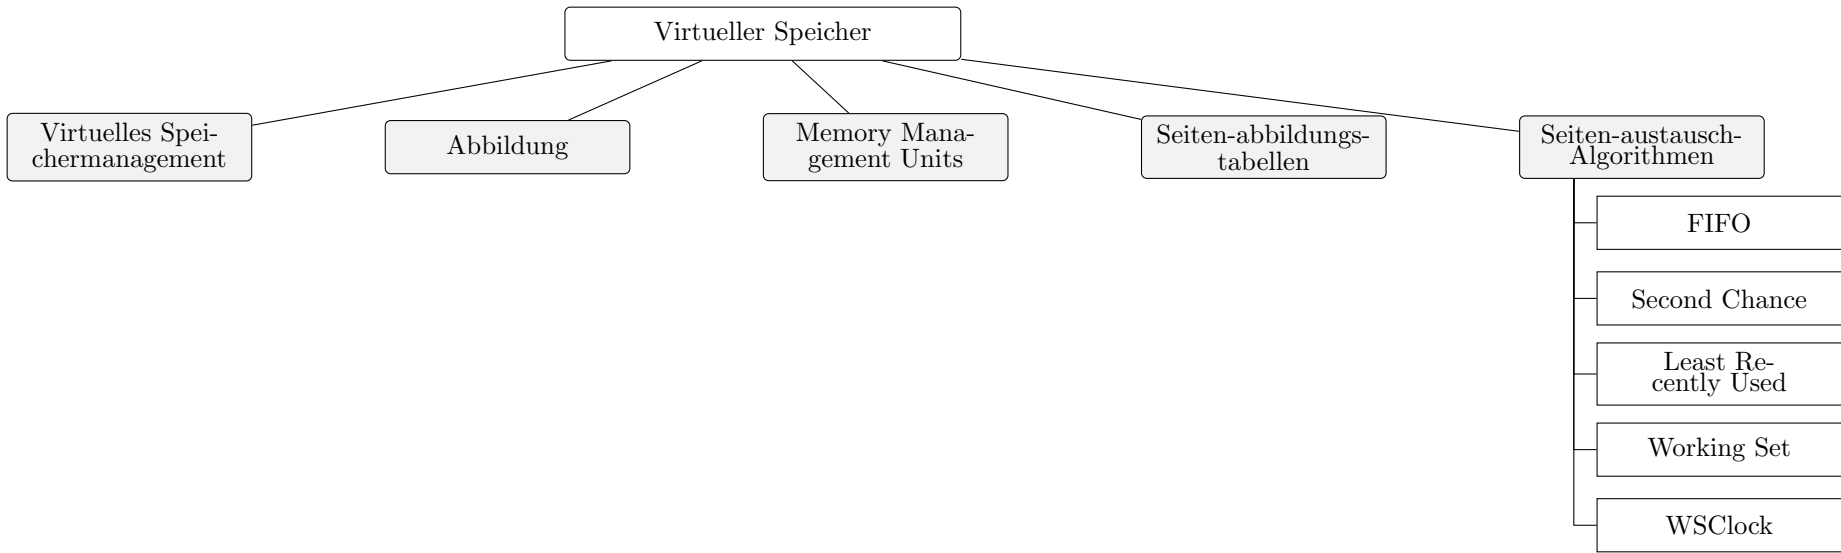 Virtueller Speicher
Virtuelles Spei-
chermanagement
Abbildung
Memory Mana-
gement Units
Seiten-abbildungs-
tabellen
Seiten-austausch-
Algorithmen
FIFO
Second Chance
Least Re-
cently Used
Working Set
WSClock